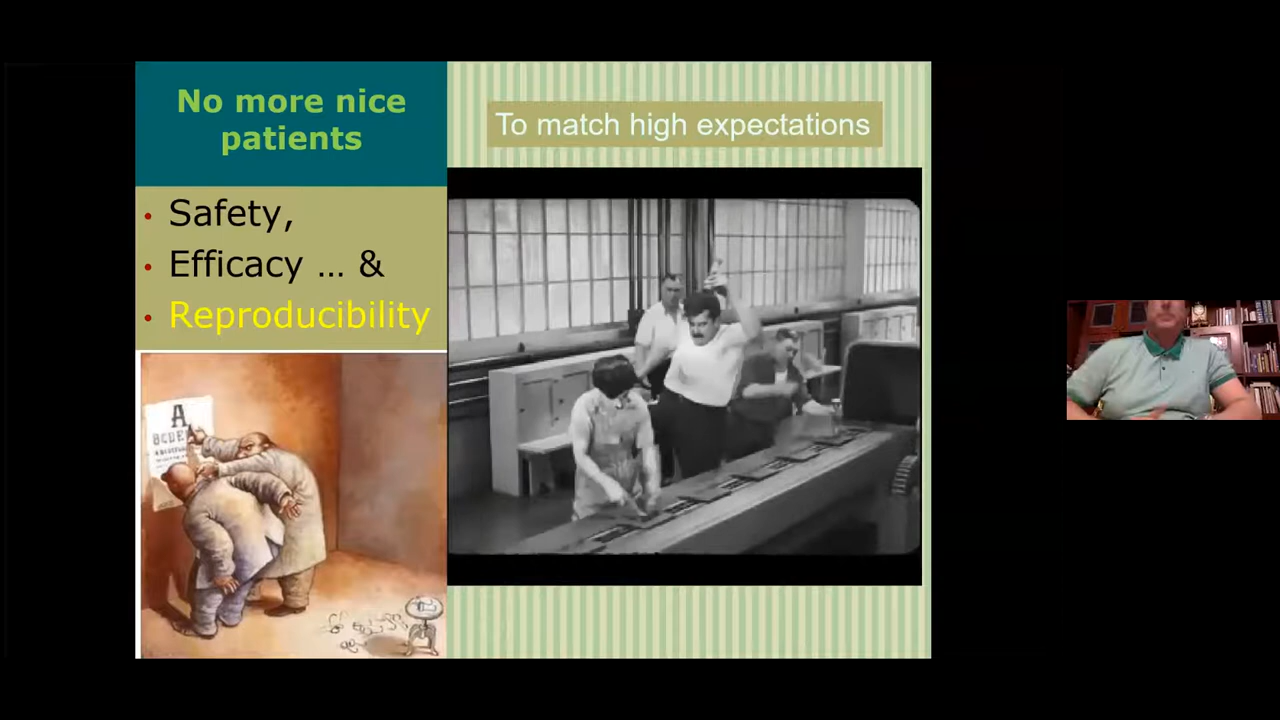 No more nice
patients
Safety,
Efficacy … &
Reproducibility
To match high expectations
A